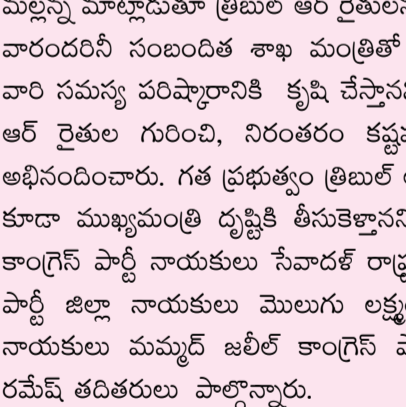 మల్లన్న మాట్లాడుతూ త్రిబుల్ ఆర్ రైతుల
వారందరినీ సంబందిత శాఖ మంత్రితో
వారి సమస్య పరిష్కారానికి కృషి చేస్తాన
ఆర్ రైతుల గురించి, నిరంతరం కష్ట
అభినందించారు. గత ప్రభుత్వం త్రిబుల్
కూడా ముఖ్యమంత్రి దృష్టికి తీసుకెళ్తానని
కాంగ్రెస్ పార్టీ నాయకులు సేవాదళ్ రాష్ట్ర
పార్టీ జిల్లా నాయకులు మొలుగు లక్ష్మ
నాయకులు మమ్మద్ జలీల్ కాంగ్రెస్
రమేష్ తదితరులు పాల్గొన్నారు.